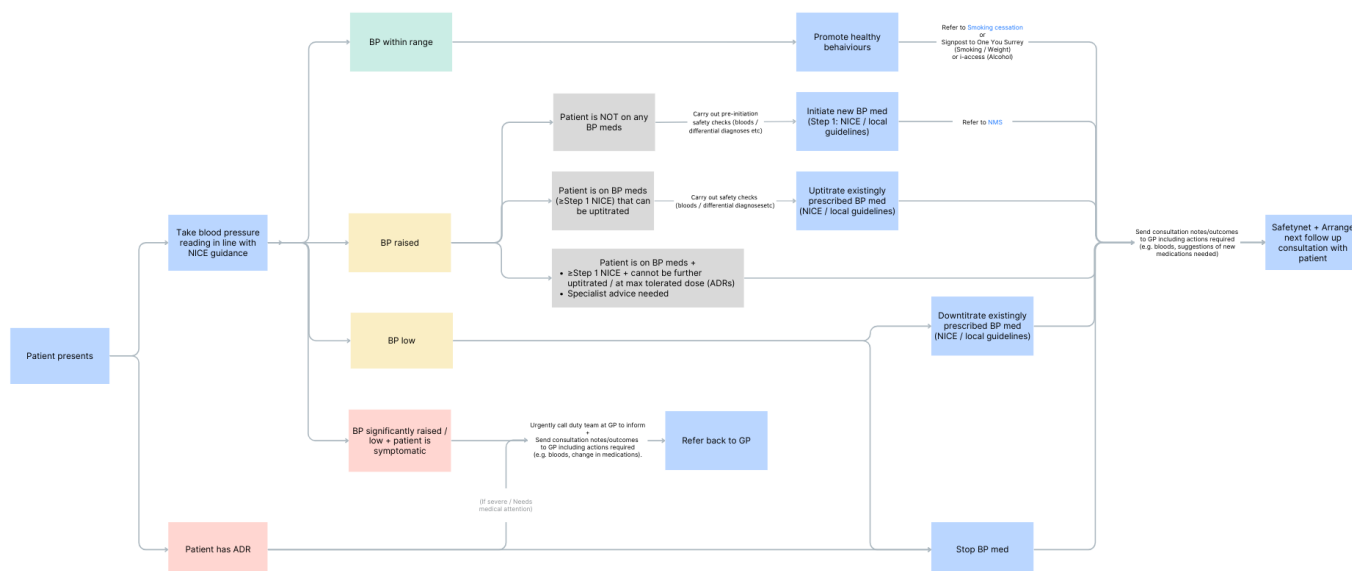 BP within range
Promote healthy
behaiviours
Refer to Smoking cessation
or
Signpost to One You Surrey
(Smoking / Weight)
or i-access (Alcohol)
Patient is NOT on any
BP meds
Carry out pre-initiation
safety checks (bloods /
differential diagnoses etc)
Initiate new BP med
(Step 1: NICE / local
guidelines)
Refer to NMS
Patient is on BP meds
(≥Step 1 NICE) that can
be uptitrated
Carry out safety checks
(bloods / differential diagnosesetc)
Uptitrate existingly
prescribed BP med
(NICE / local guidelines)
Take blood pressure
reading in line with
NICE guidance
BP raised
Patient is on BP meds +
• ≥Step 1 NICE + cannot be further
uptitrated / at max tolerated dose (ADRs)
• Specialist advice needed
Send consultation notes/outcomes
to GP including actions required
(e.g. bloods, suggestions of new
medications needed)
Safetynet + Arrange
next follow up
consultation with
patient
Patient presents
BP low
Downtitrate existingly
prescribed BP med
(NICE / local guidelines)
BP significantly raised /
low + patient is
symptomatic
Urgently call duty team at GP to inform
+
Send consultation notes/outcomes
to GP including actions required
(e.g. bloods, change in medications).
Refer back to GP
(If severe / Needs
medical attention)
Patient has ADR
Stop BP med